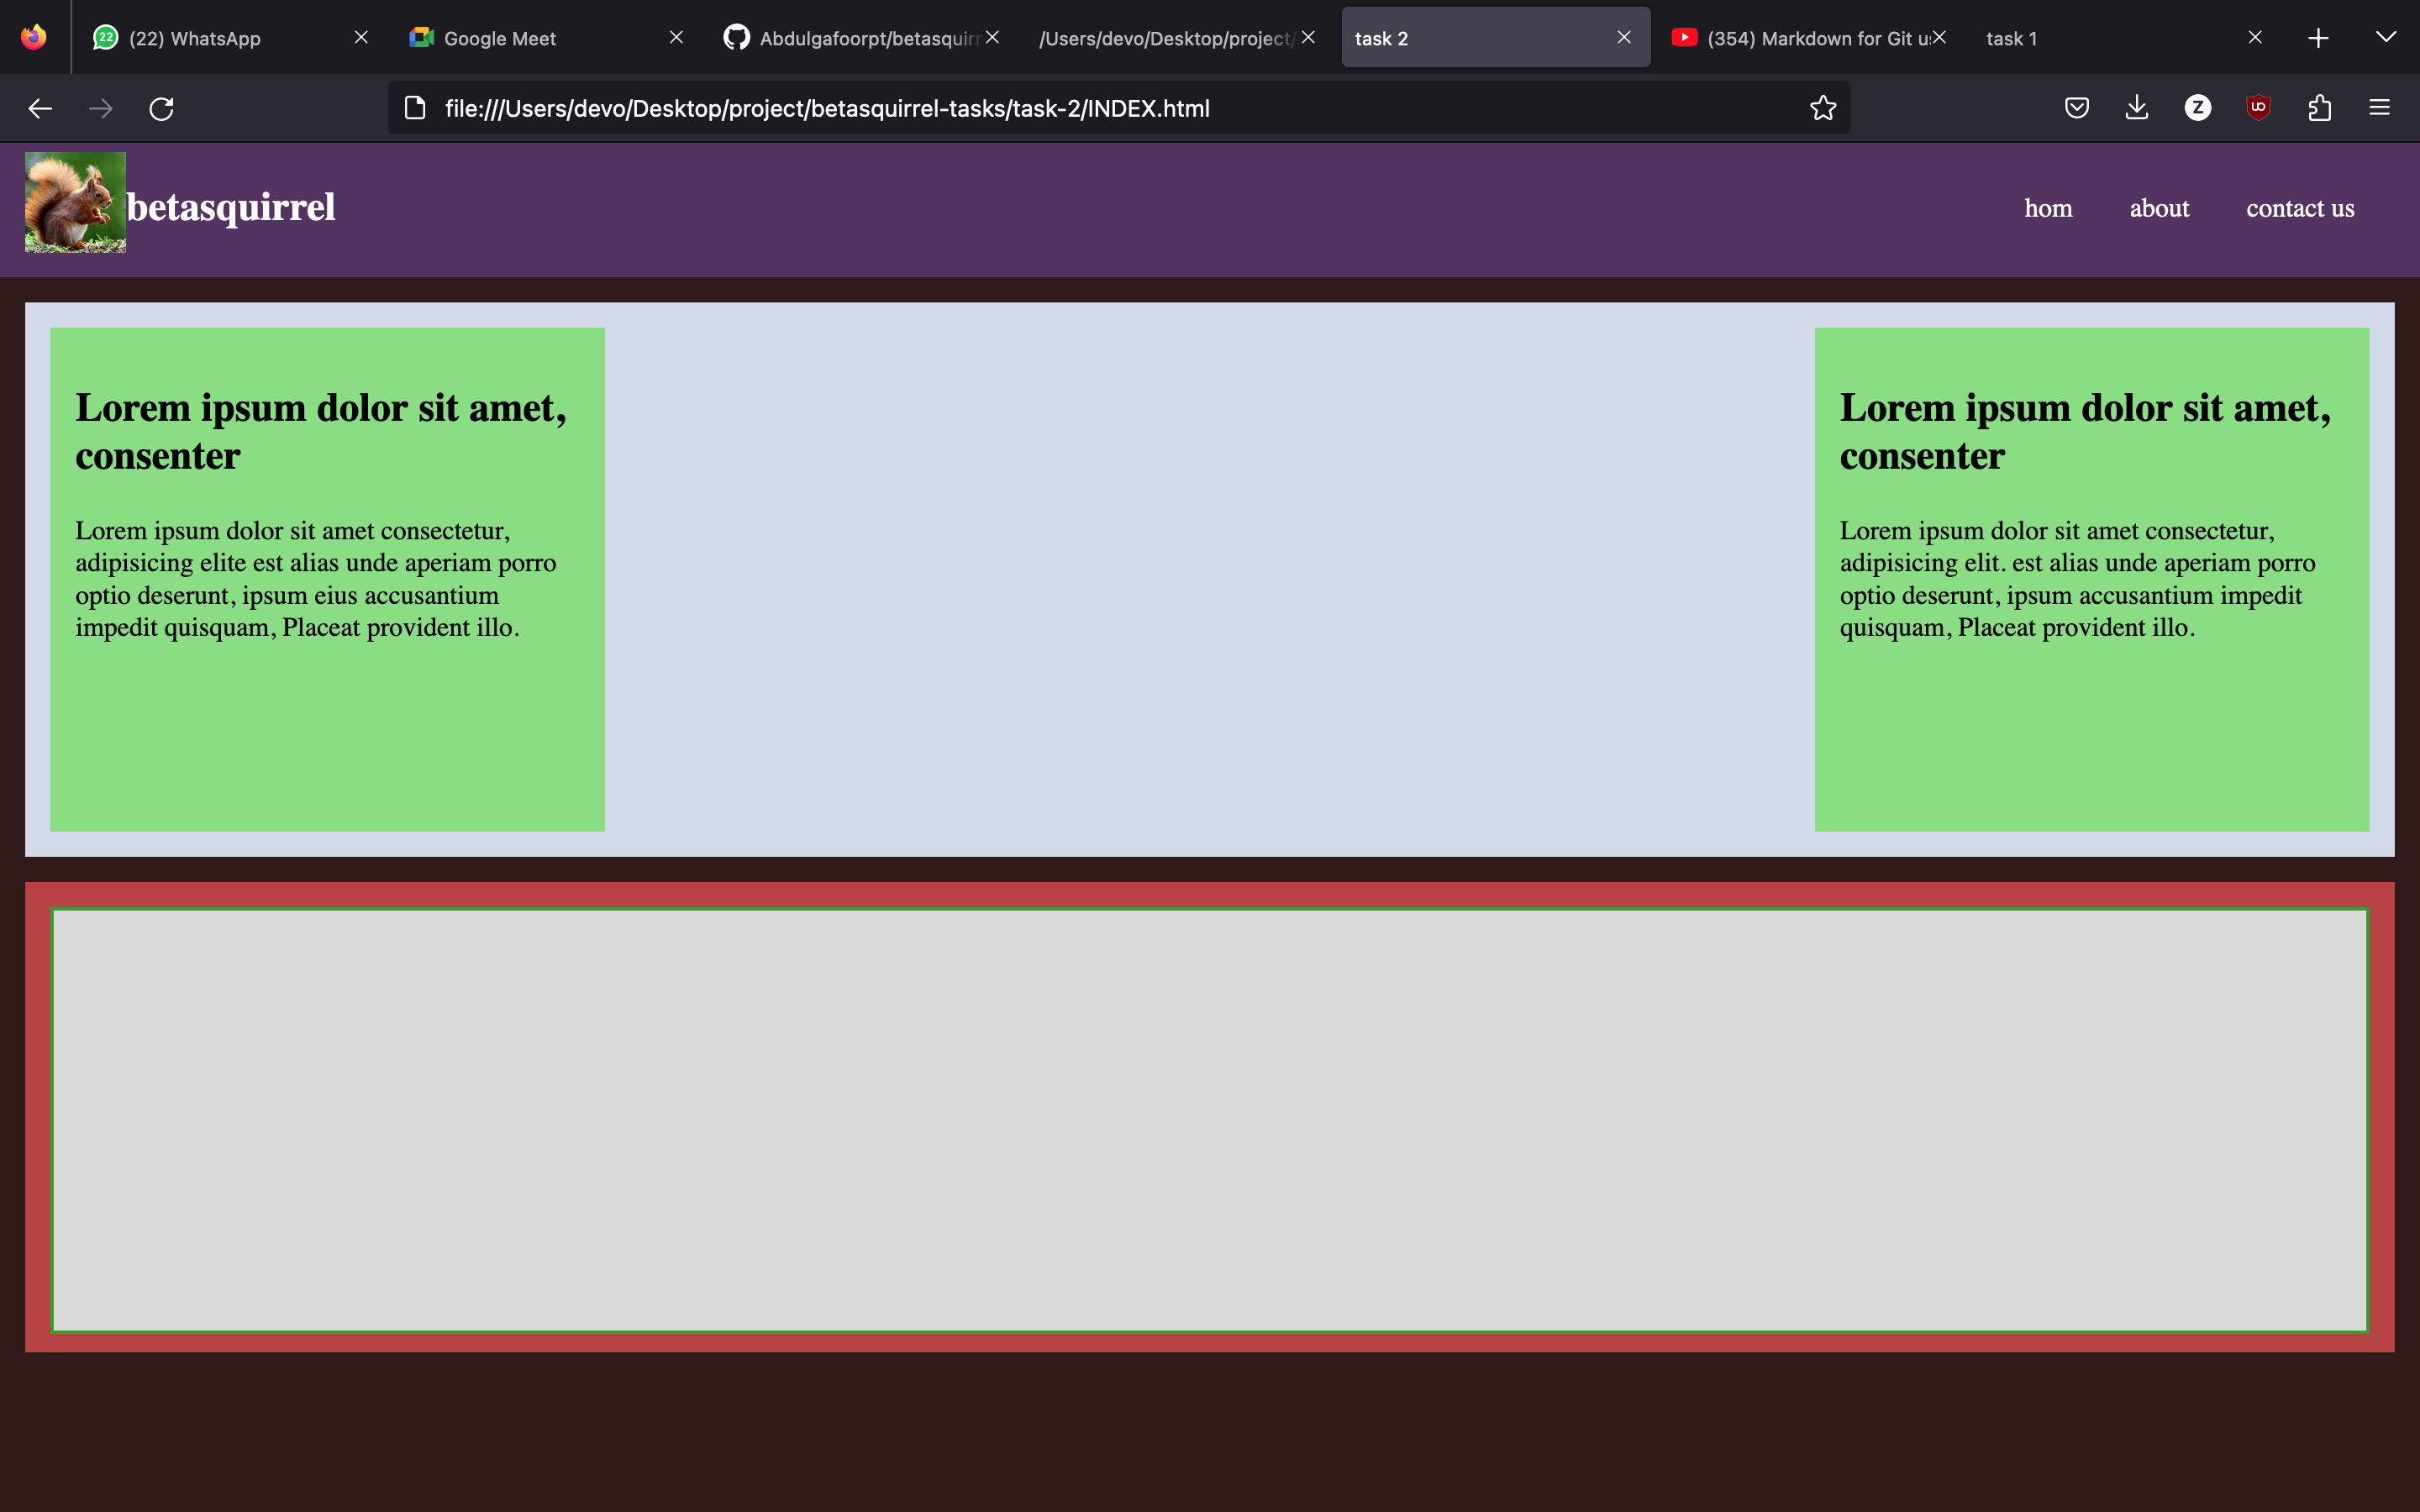 22 (22) WhatsApp
Google Meet
Abdulgafoorpt/betasquirr
/Users/devo/Desktop/project/
task 2
(354) Markdown for Git u
task 1
file:///Users/devo/Desktop/project/betasquirrel-tasks/task-2/INDEX.html
Z
betasquirrel
hom about contact us
Lorem ipsum dolor sit amet,
consenter
Lorem ipsum dolor sit amet consectetur,
adipisicing elite est alias unde aperiam porro
optio deserunt, ipsum eius accusantium
impedit quisquam, Placeat provident illo.
Lorem ipsum dolor sit amet,
consenter
Lorem ipsum dolor sit amet consectetur,
adipisicing elit. est alias unde aperiam porro
optio deserunt, ipsum accusantium impedit
quisquam, Placeat provident illo.